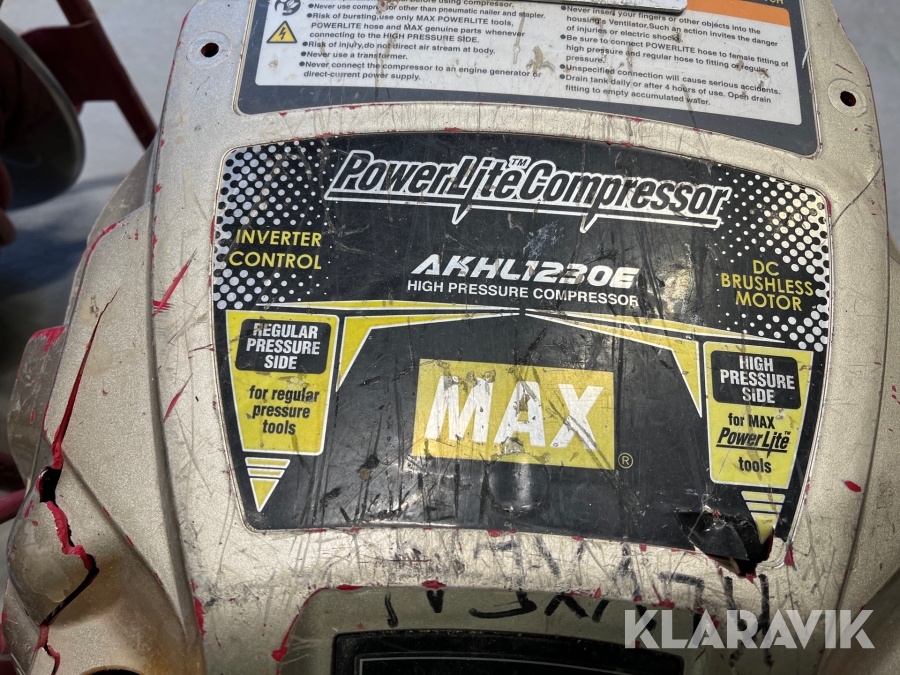 before using compressor.
●Never use compressor other than pneumatic nailer and stapler.
●Risk of bursting,use only MAX POWERLITE tools,
POWERLITE hose and MAX genuine parts whenever
connecting to the HIGH PRESSURE SIDE.
●Risk of injury,do not direct air stream at body.
●Never use a transformer.
●Never connect the compressor to an engine generator or
direct-current power supply.
●Never insert your fingers or other objects into the
housing's Ventilator.Such an action invites the danger
of injuries or electric shock.
●Be sure to connect POWERLITE hose to female fitting of
high pressure and regular hose to fitting of regular
pressure.
●Unspecified connection will cause serious accidents.
●Drain tank daily or after 4 hours of use. Open drain
fitting to empty accumulated water.
PowerLite™Compressor
INVERTER
CONTROL
AKHL1230E
HIGH PRESSURE COMPRESSOR
DC
BRUSHLESS
MOTOR
REGULAR
PRESSURE
SIDE
for regular
pressure
tools
MAX®
HIGH
PRESSURE
SIDE
for MAX
PowerLite™
tools
KLARAVIK